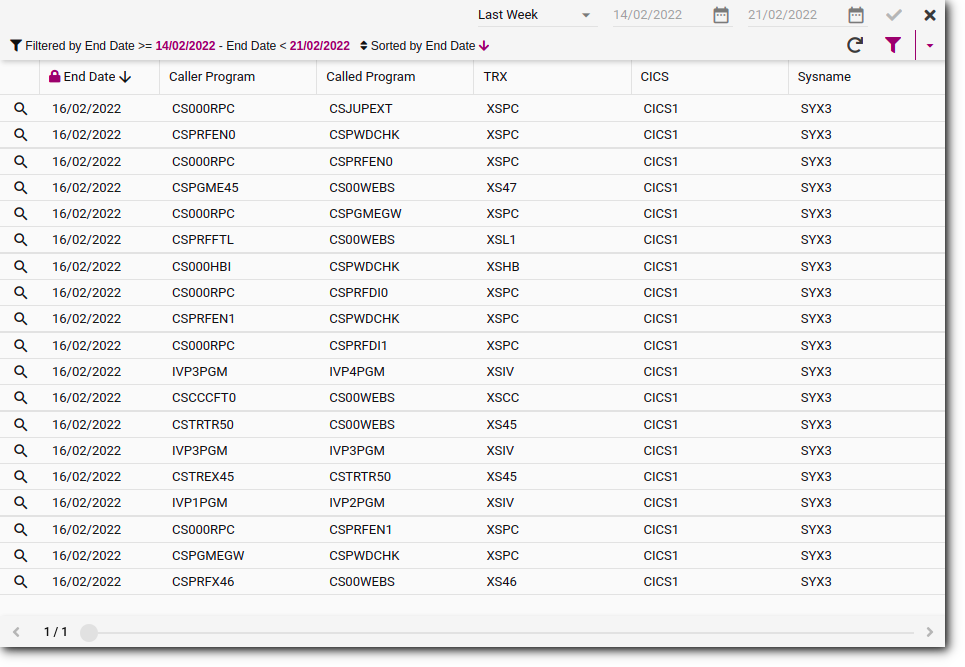 Last Week 14/02/2022 21/02/2022
Filtered by End Date >= 14/02/2022 - End Date < 21/02/2022 Sorted by End Date
End Date Caller Program Called Program TRX CICS Sysname
16/02/2022 CS000RPC CSJUPEXT XSPC CICS1 SYX3
16/02/2022 CSPRFEN0 CSPWDCHK XSPC CICS1 SYX3
16/02/2022 CS000RPC CSPRFEN0 XSPC CICS1 SYX3
16/02/2022 CSPGME45 CS00WEBS XS47 CICS1 SYX3
16/02/2022 CS000RPC CSPGMEGW XSPC CICS1 SYX3
16/02/2022 CSPRFFTL CS00WEBS XSL1 CICS1 SYX3
16/02/2022 CS000HBI CSPWDCHK XSHB CICS1 SYX3
16/02/2022 CS000RPC CSPRFDI0 XSPC CICS1 SYX3
16/02/2022 CSPRFEN1 CSPWDCHK XSPC CICS1 SYX3
16/02/2022 CS000RPC CSPRFDI1 XSPC CICS1 SYX3
16/02/2022 IVP3PGM IVP4PGM XSIV CICS1 SYX3
16/02/2022 CSCCCFT0 CS00WEBS XSCC CICS1 SYX3
16/02/2022 CSTRTR50 CS00WEBS XS45 CICS1 SYX3
16/02/2022 IVP3PGM IVP3PGM XSIV CICS1 SYX3
16/02/2022 CSTREX45 CSTRTR50 XS45 CICS1 SYX3
16/02/2022 IVP1PGM IVP2PGM XSIV CICS1 SYX3
16/02/2022 CS000RPC CSPRFEN1 XSPC CICS1 SYX3
16/02/2022 CSPGMEGW CSPWDCHK XSPC CICS1 SYX3
16/02/2022 CSPRFX46 CS00WEBS XS46 CICS1 SYX3
1 / 1